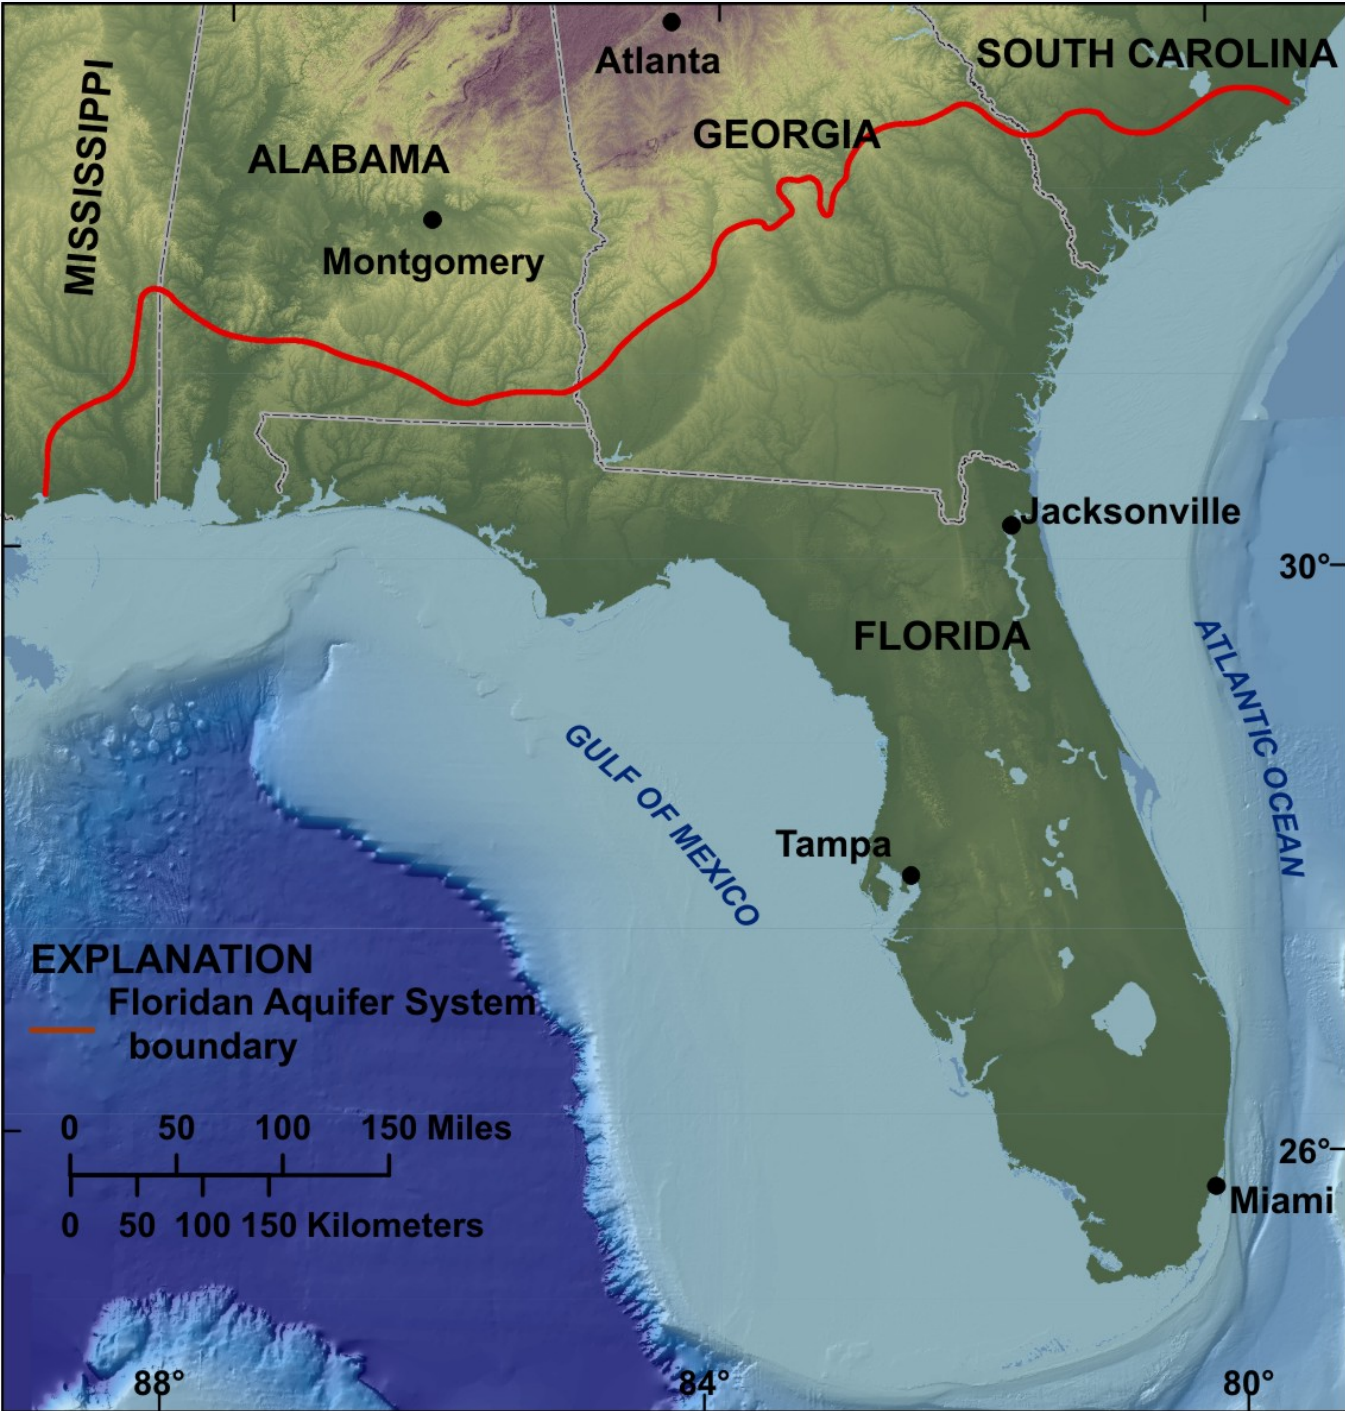 Atlanta
SOUTH CAROLINA
MISSISSIPPI
ALABAMA
GEORGIA
Montgomery
Jacksonville
30°
FLORIDA
ATLANTIC OCEAN
GULF OF MEXICO
Tampa
EXPLANATION
Floridan Aquifer System
boundary
0 50 100 150 Miles
0 50 100 150 Kilometers
26°
Miami
88° 84° 80°